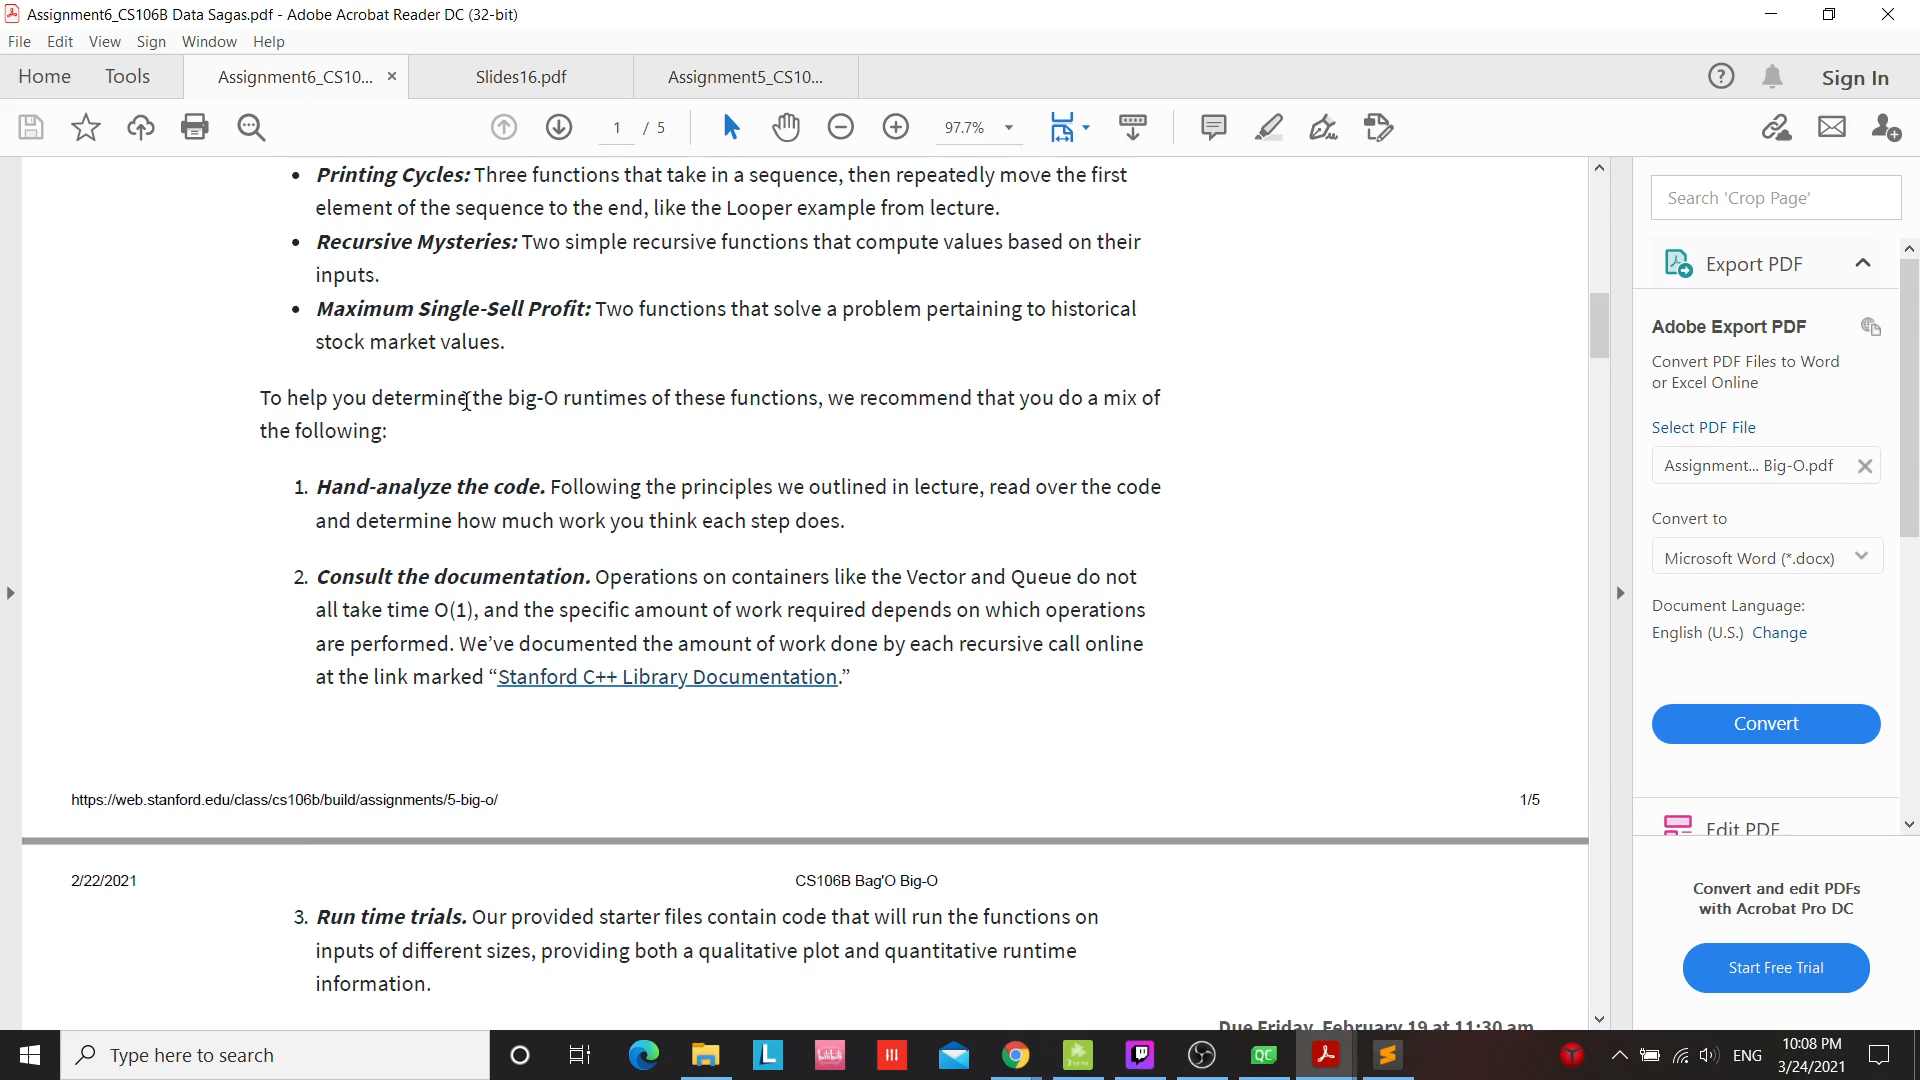 Assignment6_CS106B Data Sagas.pdf - Adobe Acrobat Reader DC (32-bit)
File Edit View Sign Window Help
Home Tools Assignment6_CS10... × Slides16.pdf Assignment5_CS10... Sign In
1 / 5 97.7%
• Printing Cycles: Three functions that take in a sequence, then repeatedly move the first
element of the sequence to the end, like the Looper example from lecture.
• Recursive Mysteries: Two simple recursive functions that compute values based on their
inputs.
• Maximum Single-Sell Profit: Two functions that solve a problem pertaining to historical
stock market values.
To help you determine the big-O runtimes of these functions, we recommend that you do a mix of
the following:
1. Hand-analyze the code. Following the principles we outlined in lecture, read over the code
and determine how much work you think each step does.
2. Consult the documentation. Operations on containers like the Vector and Queue do not
all take time O(1), and the specific amount of work required depends on which operations
are performed. We’ve documented the amount of work done by each recursive call online
at the link marked “Stanford C++ Library Documentation.”
https://web.stanford.edu/class/cs106b/build/assignments/5-big-o/ 1/5
2/22/2021 CS106B Bag'O Big-O
3. Run time trials. Our provided starter files contain code that will run the functions on
inputs of different sizes, providing both a qualitative plot and quantitative runtime
information.
Due Friday, February 19 at 11:30 am
Search 'Crop Page'
Export PDF
Adobe Export PDF
Convert PDF Files to Word
or Excel Online
Select PDF File
Assignment... Big-O.pdf
Convert to
Microsoft Word (*.docx)
Document Language:
English (U.S.) Change
Convert
Edit PDF
Convert and edit PDFs
with Acrobat Pro DC
Start Free Trial
Type here to search
L
QC
ENG
10:08 PM
3/24/2021